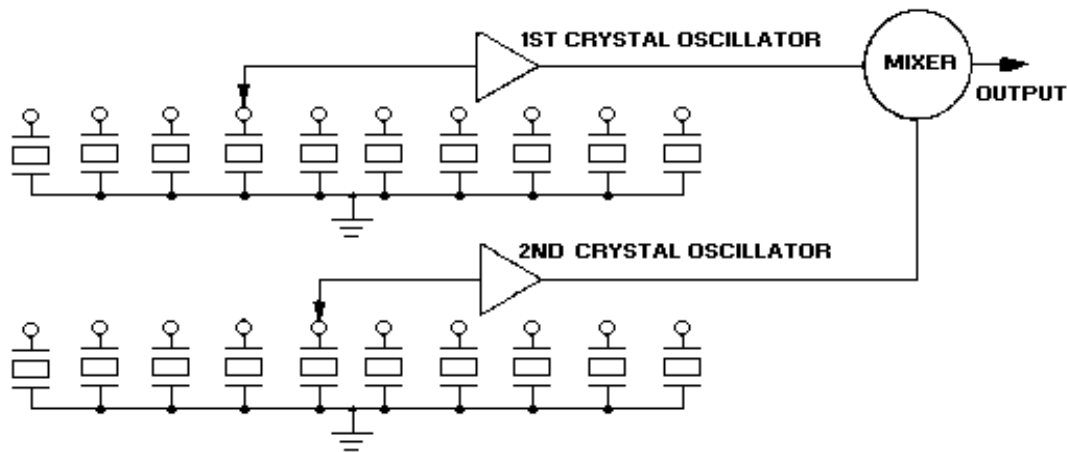 1ST CRYSTAL OSCILLATOR
MIXER
OUTPUT
2ND CRYSTAL OSCILLATOR